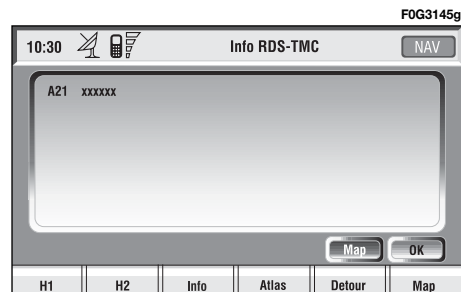 F0G3145g
10:30 Info RDS-TMC NAV
A21 xxxxxx
Map OK
H1 H2 Info Atlas Detour Map